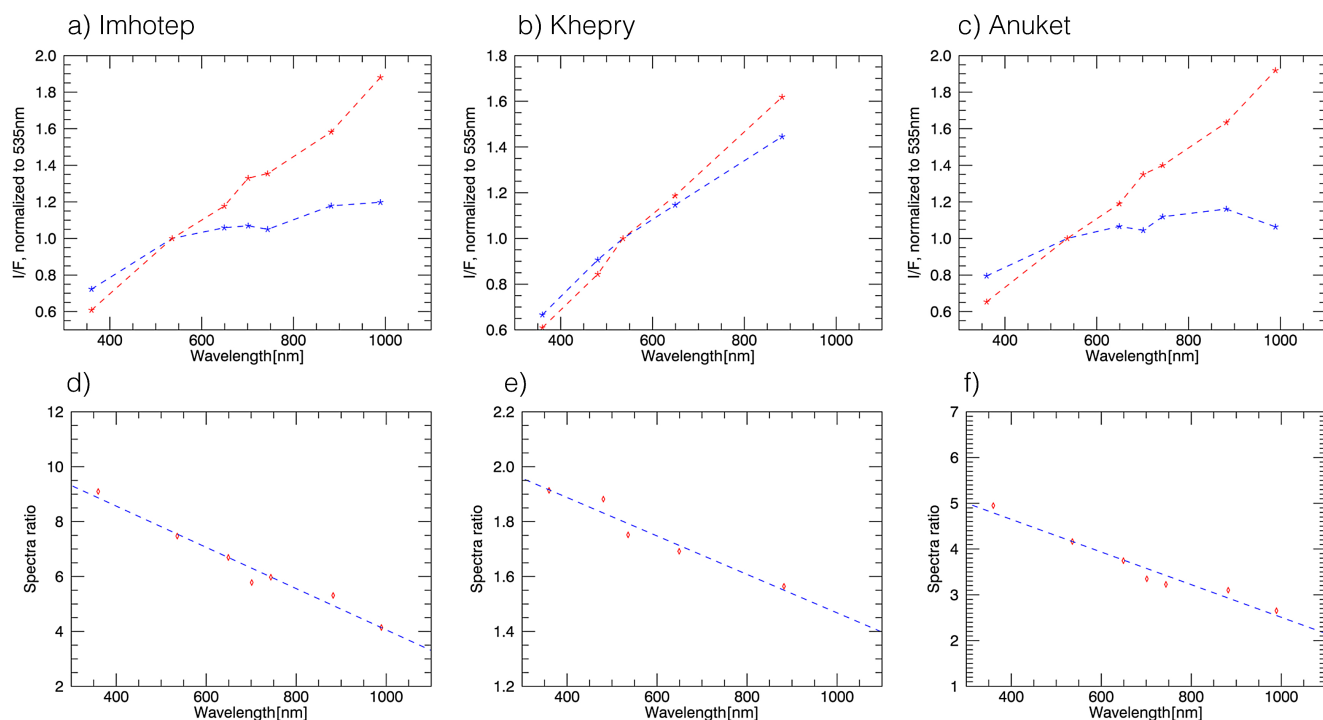 a) Imhotep
b) Khepry
c) Anuket
I/F, normalized to 535nm
2.0
1.8
1.6
1.4
1.2
1.0
0.8
0.6
400 600 800 1000
Wavelength[nm]
I/F, normalized to 535nm
1.8
1.6
1.4
1.2
1.0
0.8
0.6
400 600 800 1000
Wavelength[nm]
I/F, normalized to 535nm
2.0
1.8
1.6
1.4
1.2
1.0
0.8
0.6
400 600 800 1000
Wavelength[nm]
d)
e)
f)
Spectra ratio
12
10
8
6
4
2
400 600 800 1000
Wavelength[nm]
Spectra ratio
2.2
2.0
1.8
1.6
1.4
1.2
400 600 800 1000
Wavelength[nm]
Spectra ratio
7
6
5
4
3
2
1
400 600 800 1000
Wavelength[nm]